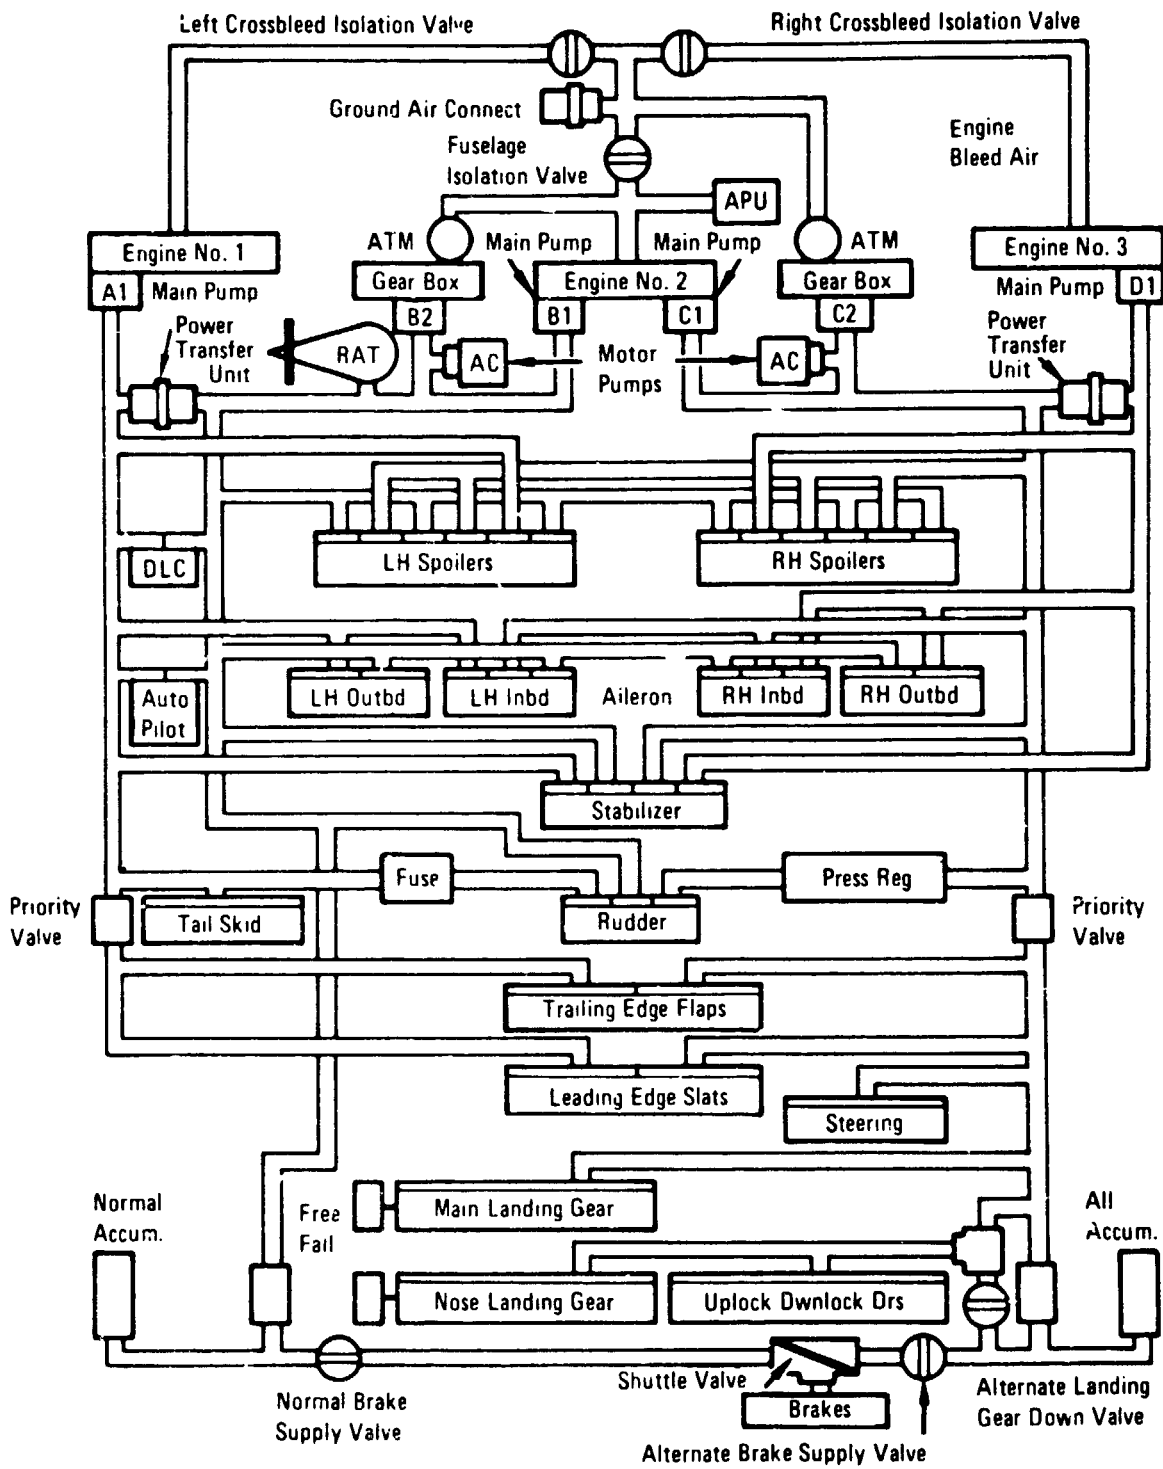 Left Crossbleed Isolation Valve
Right Crossbleed Isolation Valve
Ground Air Connect
Engine
Bleed Air
Fuselage
Isolation Valve
APU
ATM
Main Pump
Main Pump
ATM
Engine No. 1
Engine No. 3
Gear Box
Engine No. 2
Gear Box
A1
Main Pump
B2
B1
C1
C2
Main Pump
D1
Power
Transfer
Unit
RAT
AC
Motor
Pumps
AC
Power
Transfer
Unit
LH Spoilers
RH Spoilers
DLC
LH Outbd
LH Inbd
Aileron
RH Inbd
RH Outbd
Auto
Pilot
Stabilizer
Fuse
Press Reg
Priority
Valve
Tail Skid
Rudder
Priority
Valve
Trailing Edge Flaps
Leading Edge Slats
Steering
Normal
Accum.
Free
Fall
Main Landing Gear
All
Accum.
Nose Landing Gear
Uplock Dwnlock Drs
Shuttle Valve
Normal Brake
Supply Valve
Brakes
Alternate Landing
Gear Down Valve
Alternate Brake Supply Valve